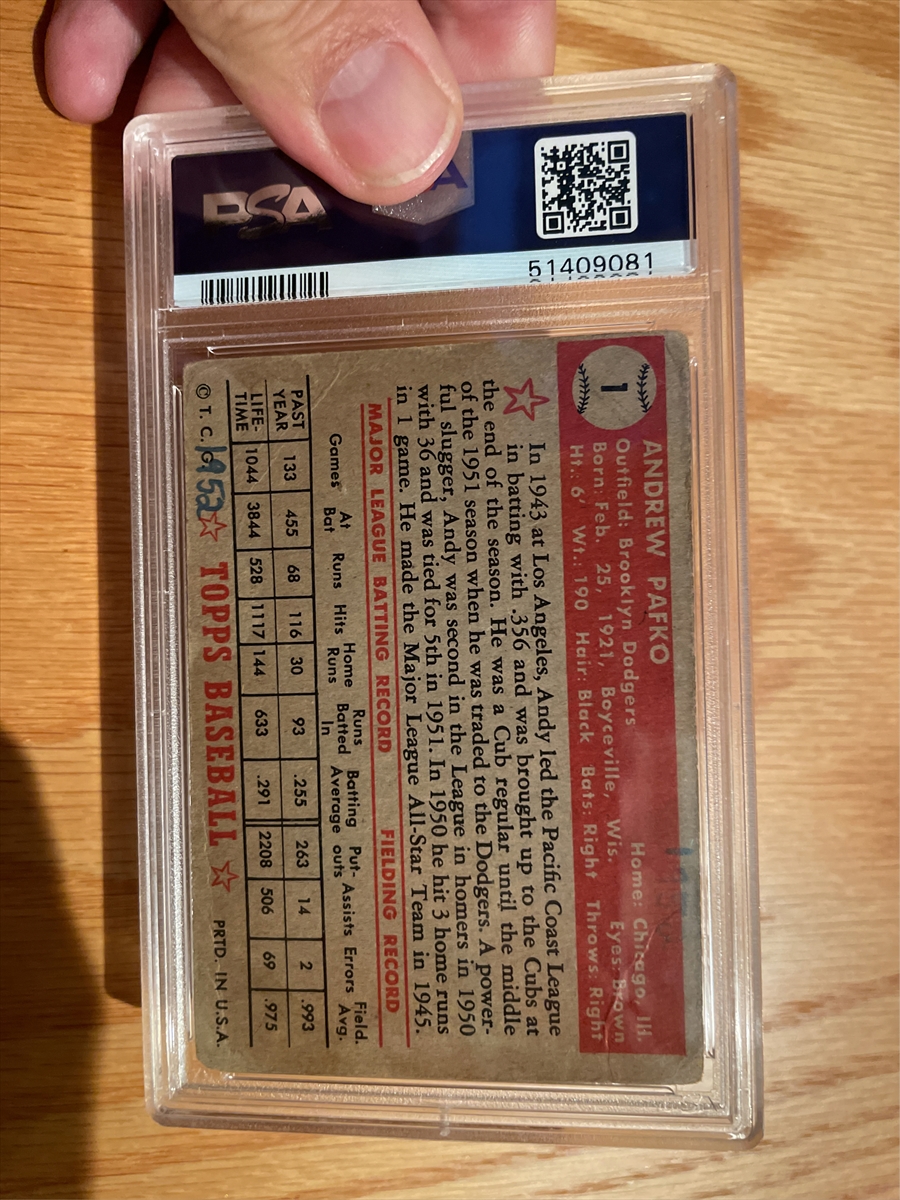 PSA
A
51409081
1
ANDREW PAFKO
Outfield: Brooklyn Dodgers Home: Chicago, Ill.
Born: Feb. 25, 1921, Boyceville, Wis. Eyes: Brown
Ht. 6' Wt.: 190 Hair: Black Bats: Right Throws: Right
In 1943 at Los Angeles, Andy led the Pacific Coast League
in batting with .356 and was brought up to the Cubs at
the end of the season. He was a Cub regular until the middle
of the 1951 season when he was traded to the Dodgers. A power-
ful slugger, Andy was second in the League in homers in 1950
with 36 and was tied for 5th in 1951. In 1950 he hit 3 home runs
in 1 game. He made the Major League All-Star Team in 1945.
MAJOR LEAGUE BATTING RECORD FIELDING RECORD
Games At Bat Runs Hits Home Runs Runs Batted In Batting Average Put-outs Assists Errors Field. Avg.
PAST YEAR 133 455 68 116 30 93 .255 263 14 2 .993
LIFE-TIME 1044 3844 528 1117 144 633 .291 2208 506 69 .975
© T. C. G. 1952 TOPPS BASEBALL PRTD. IN U.S.A.